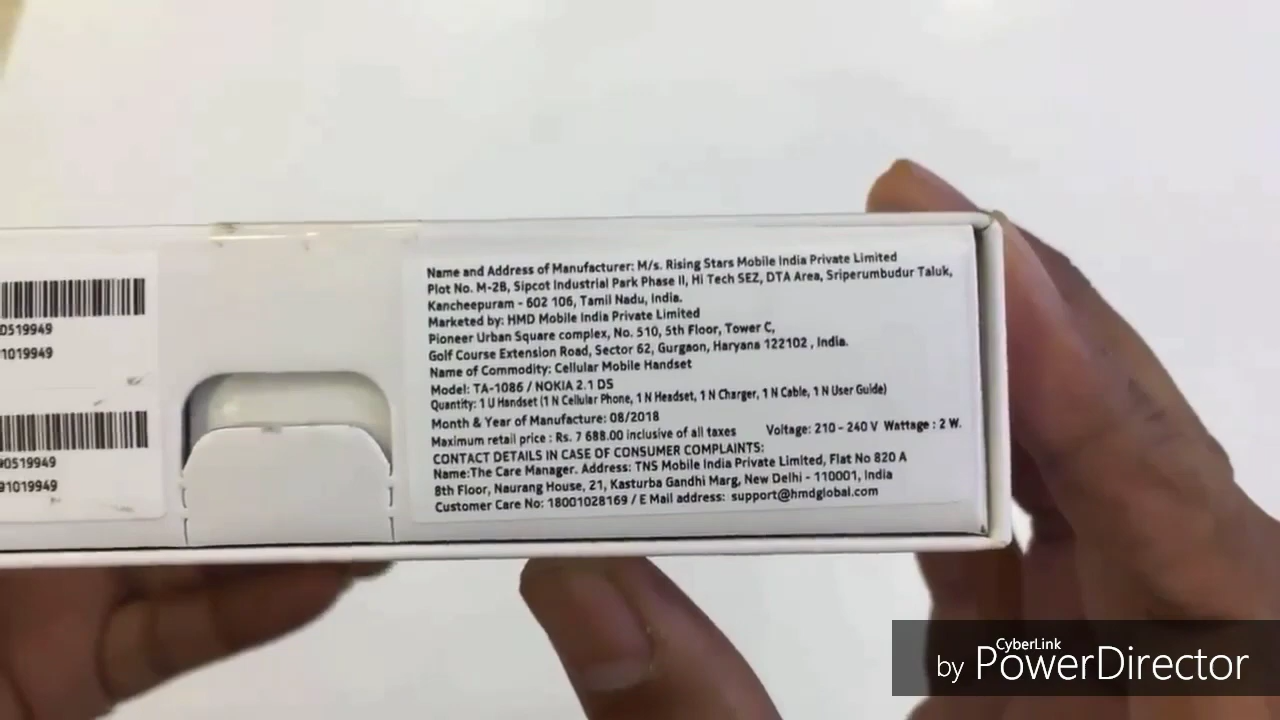 0519949
1019949
90519949
91019949
Name and Address of Manufacturer: M/s. Rising Stars Mobile India Private Limited
Plot No. M-2B, Sipcot Industrial Park Phase II, Hi Tech SEZ, DTA Area, Sriperumbudur Taluk,
Kancheepuram - 602 106, Tamil Nadu, India.
Marketed by: HMD Mobile India Private Limited
Pioneer Urban Square complex, No. 510, 5th Floor, Tower C,
Golf Course Extension Road, Sector 62, Gurgaon, Haryana 122102 , India.
Name of Commodity: Cellular Mobile Handset
Model: TA-1086 / NOKIA 2.1 DS
Quantity: 1 U Handset (1 N Cellular Phone, 1 N Headset, 1 N Charger, 1 N Cable, 1 N User Guide)
Month & Year of Manufacture: 08/2018
Maximum retail price : Rs. 7 688.00 inclusive of all taxes Voltage: 210 - 240 V Wattage : 2 W.
CONTACT DETAILS IN CASE OF CONSUMER COMPLAINTS:
Name:The Care Manager. Address: TNS Mobile India Private Limited, Flat No 820 A
8th Floor, Naurang House, 21, Kasturba Gandhi Marg, New Delhi - 110001, India
Customer Care No: 18001028169 / E Mail address: support@hmdglobal.com
CyberLink
by PowerDirector